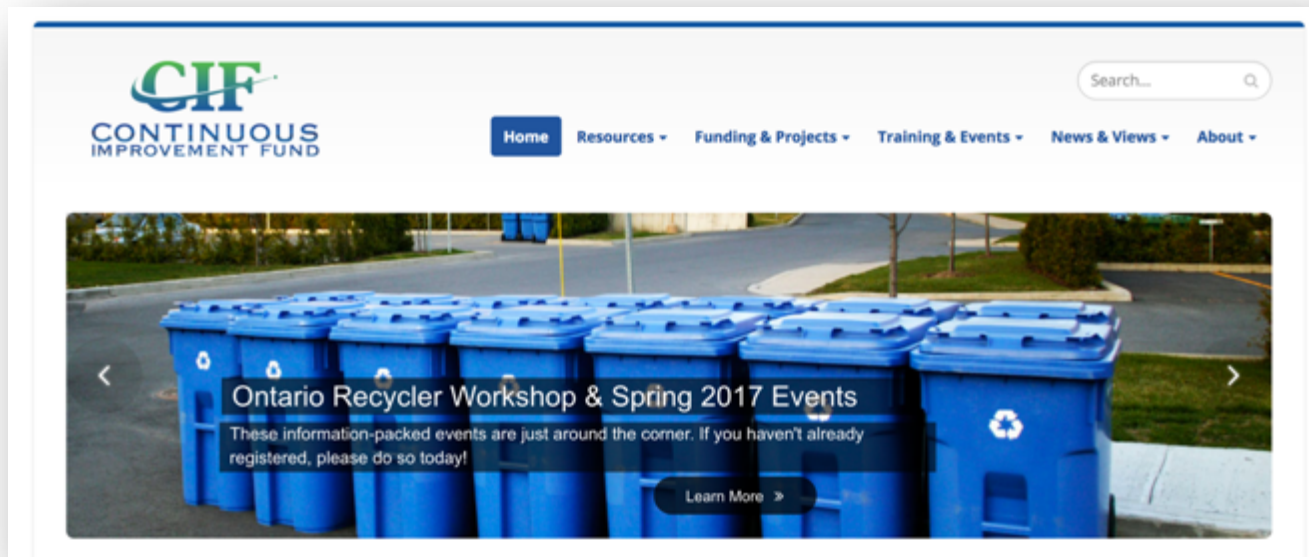 CIF
CONTINUOUS
IMPROVEMENT FUND
Search...
Home Resources Funding & Projects Training & Events News & Views About
Ontario Recycler Workshop & Spring 2017 Events
These information-packed events are just around the corner. If you haven't already
registered, please do so today!
Learn More »